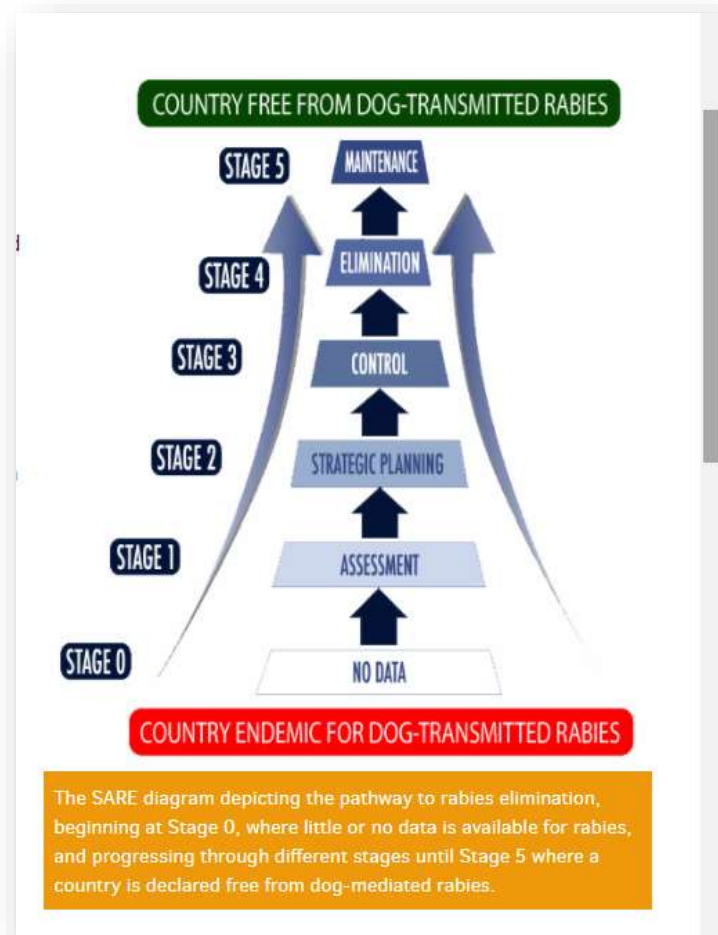 COUNTRY FREE FROM DOG-TRANSMITTED RABIES
STAGE 5
MAINTENANCE
STAGE 4
ELIMINATION
STAGE 3
CONTROL
STAGE 2
STRATEGIC PLANNING
STAGE 1
ASSESSMENT
STAGE 0
NO DATA
COUNTRY ENDEMIC FOR DOG-TRANSMITTED RABIES
The SARE diagram depicting the pathway to rabies elimination,
beginning at Stage 0, where little or no data is available for rabies,
and progressing through different stages until Stage 5 where a
country is declared free from dog-mediated rabies.